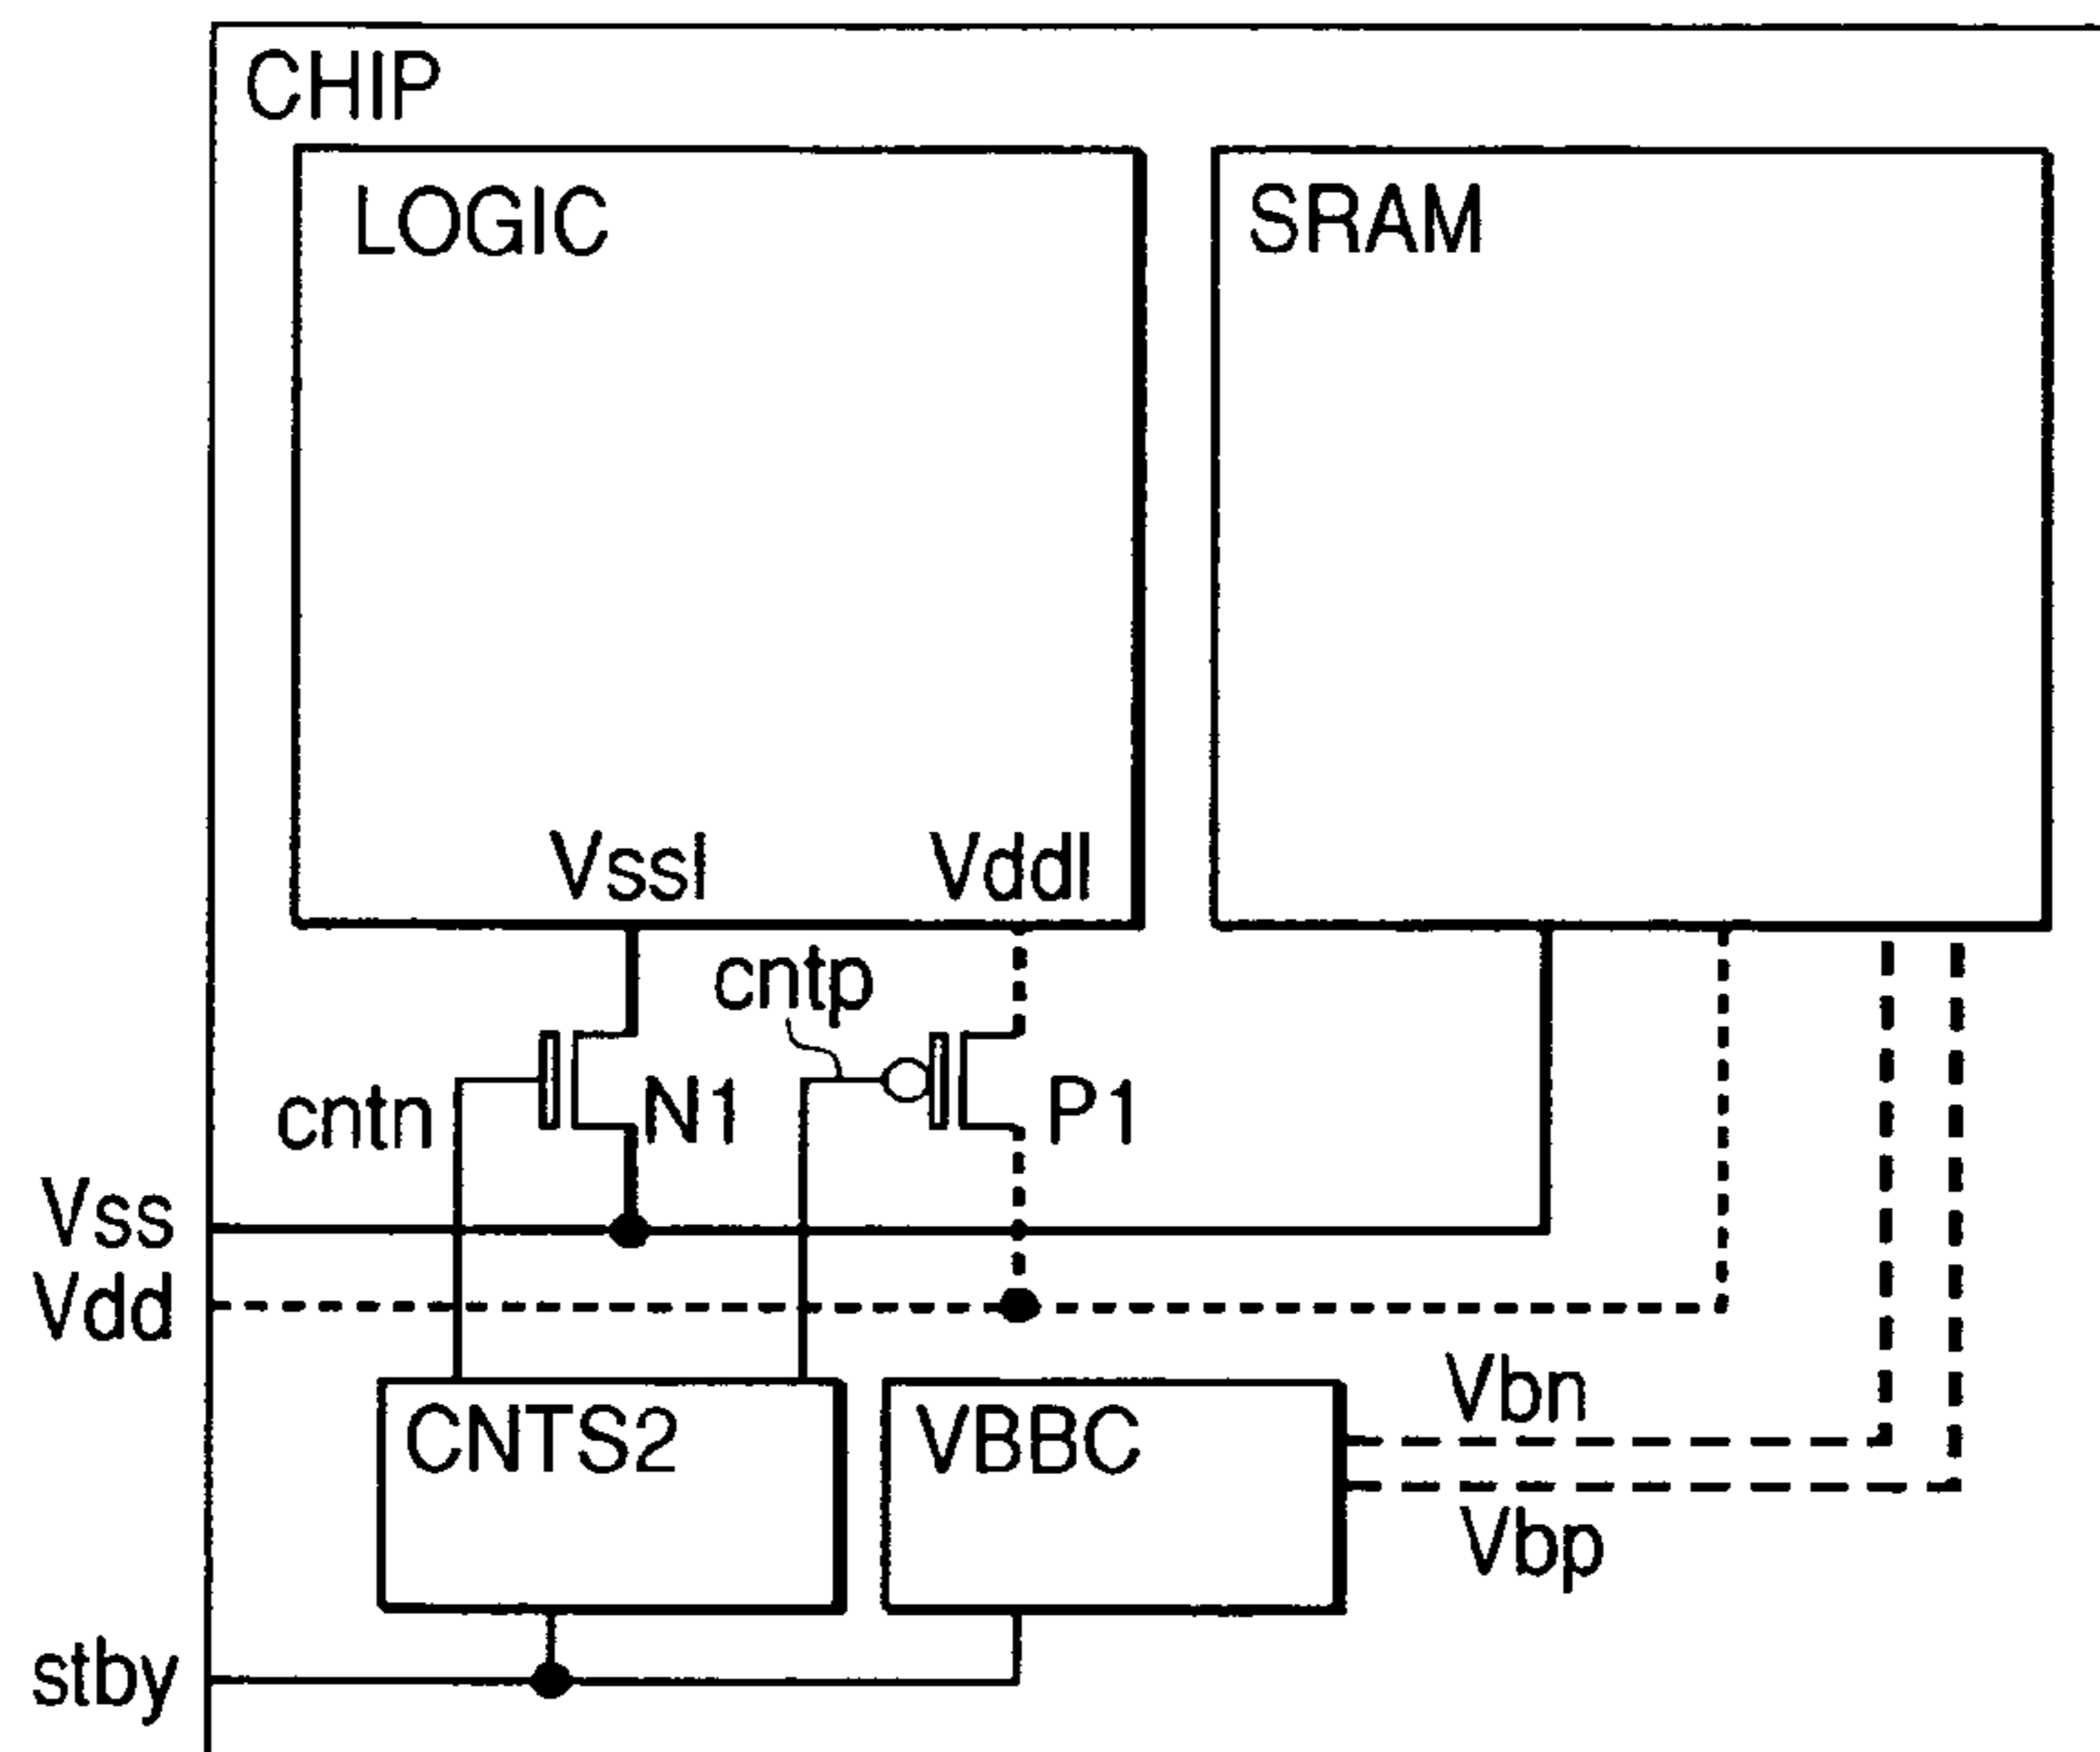 CHIP
LOGIC
SRAM
Vssl
Vddl
cntp
cntn
N1
P1
Vss
Vdd
CNTS2
VBBC
Vbn
Vbp
stby